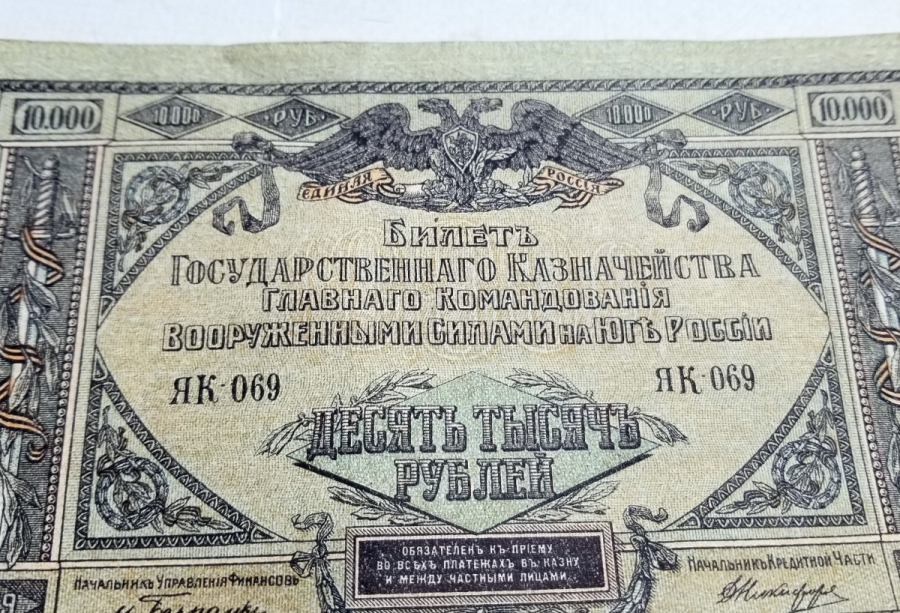 10.000 10.000 РУБ. 10.000 РУБ. 10.000
ЕДИНАЯ РОССІЯ
БИЛЕТЪ
ГОСУДАРСТВЕННАГО КАЗНАЧЕЙСТВА
ГЛАВНАГО КОМАНДОВАНІЯ
ВООРУЖЕННЫМИ СИЛАМИ НА ЮГѢ РОССІИ
ЯК-069 ЯК-069
ДЕСЯТЬ ТЫСЯЧЪ
РУБЛЕЙ
ОБЯЗАТЕЛЕНЪ КЪ ПРІЕМУ
ВО ВСѢХЪ ПЛАТЕЖАХЪ ВЪ КАЗНУ
И МЕЖДУ ЧАСТНЫМИ ЛИЦАМИ.
НАЧАЛЬНИКЪ УПРАВЛЕНІЯ ФИНАНСОВЪ НАЧАЛЬНИКЪ КРЕДИТНОЙ ЧАСТИ